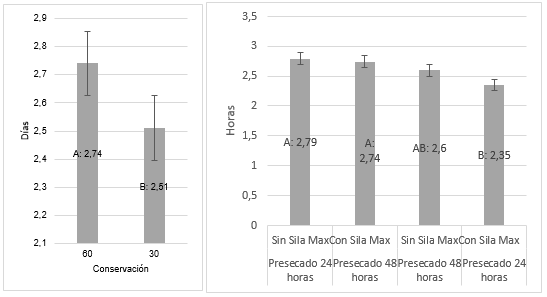 2,9
2,8
2,7
2,6
2,5
2,4
2,3
2,2
2,1
Días
A: 2,74
B: 2,51
60
30
Conservación
3,5
3
2,5
2
1,5
1
0,5
0
Horas
A: 2,79
A:
2,74
AB: 2,6
B: 2,35
Sin Sila Max Con Sila Max Sin Sila Max Con Sila Max
Presecado 24 Presecado 48 Presecado 48 Presecado 24
horas horas horas horas